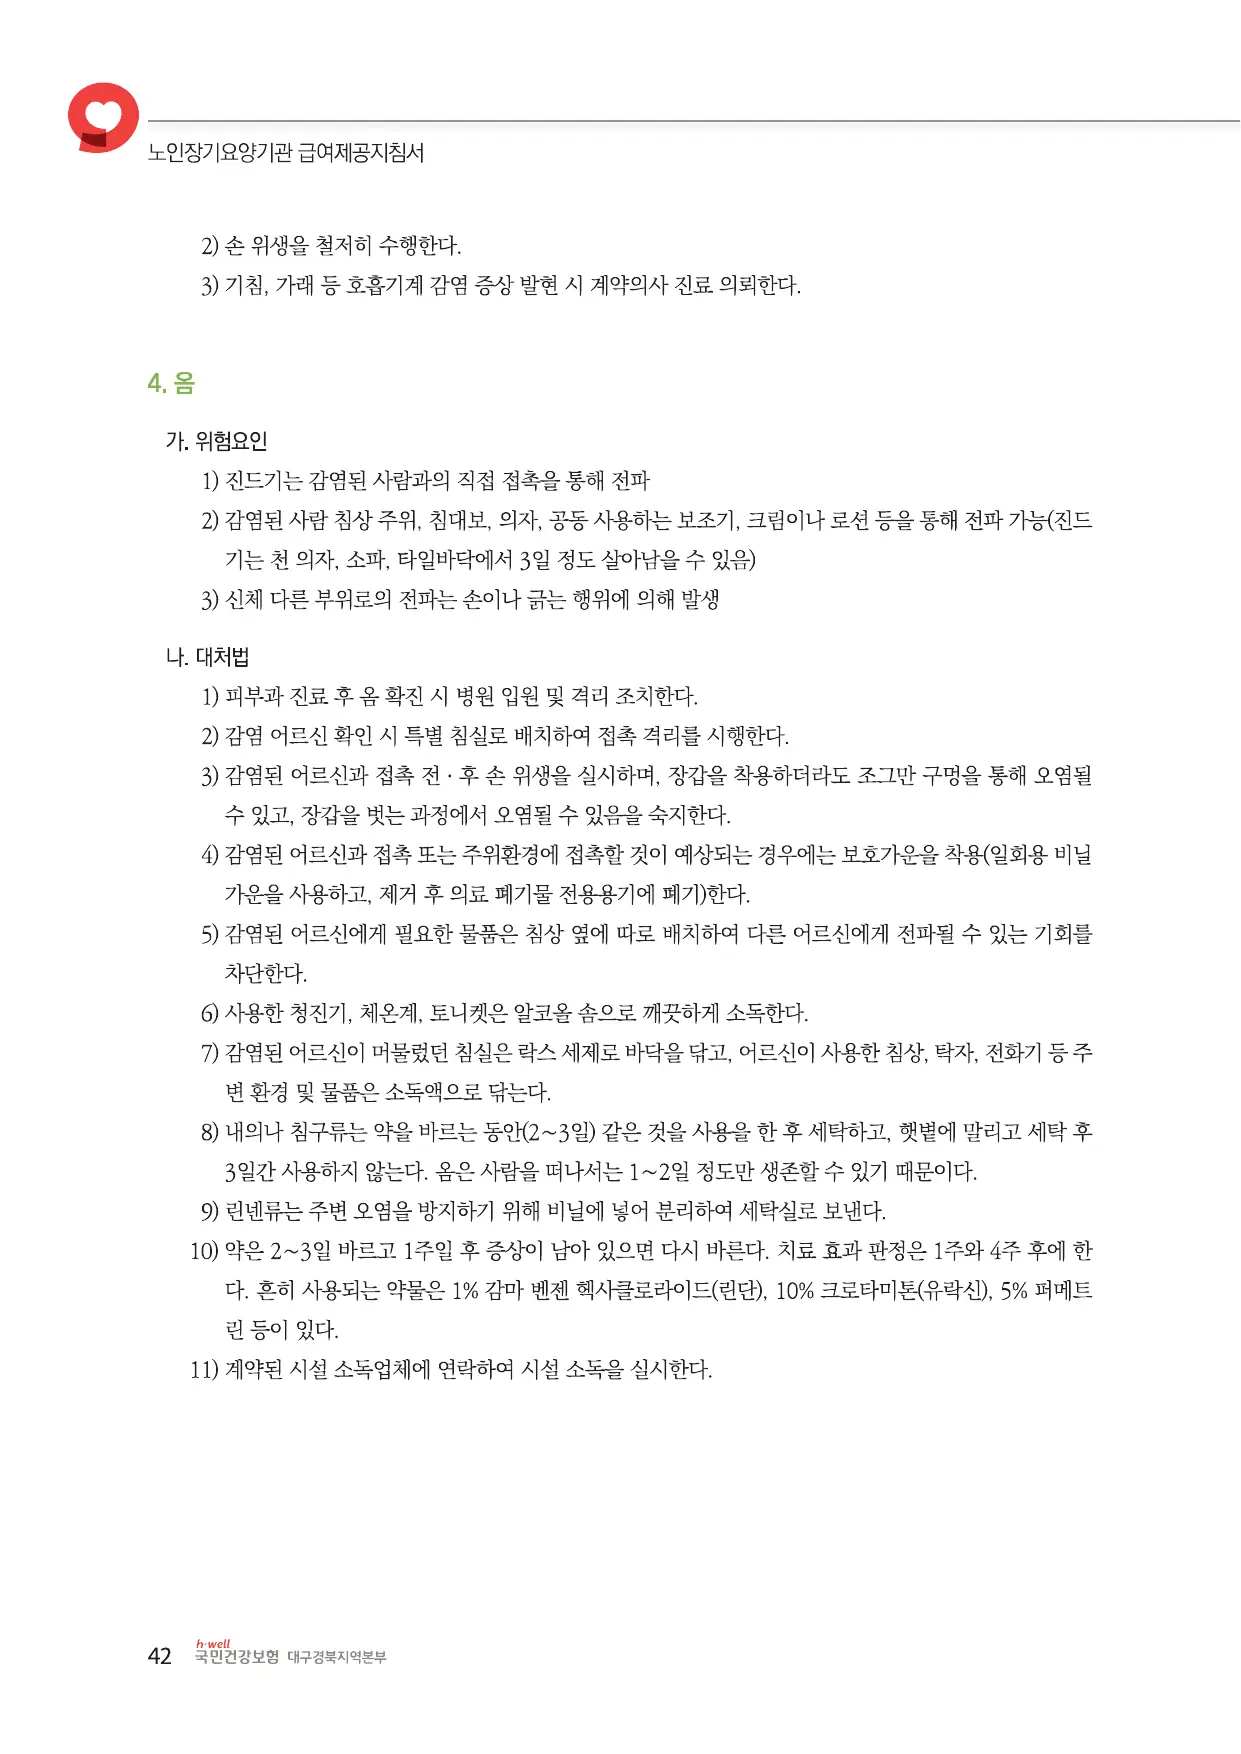 노인장기요양기관 급여제공지침서
2) 손 위생을 철저히 수행한다.
3) 기침, 가래 등 호흡기계 감염 증상 발현 시 계약의사 진료 의뢰한다.
4. 옴
가. 위험요인
1) 진드기는 감염된 사람과의 직접 접촉을 통해 전파
2) 감염된 사람 침상 주위, 침대보, 의자, 공동 사용하는 보조기, 크림이나 로션 등을 통해 전파 가능(진드
기는 천 의자, 소파, 타일바닥에서 3일 정도 살아남을 수 있음)
3) 신체 다른 부위로의 전파는 손이나 긁는 행위에 의해 발생
나. 대처법
1) 피부과 진료 후 옴 확진 시 병원 입원 및 격리 조치한다.
2) 감염 어르신 확인 시 특별 침실로 배치하여 접촉 격리를 시행한다.
3) 감염된 어르신과 접촉 전·후 손 위생을 실시하며, 장갑을 착용하더라도 조그만 구멍을 통해 오염될
수 있고, 장갑을 벗는 과정에서 오염될 수 있음을 숙지한다.
4) 감염된 어르신과 접촉 또는 주위환경에 접촉할 것이 예상되는 경우에는 보호가운을 착용(일회용 비닐
가운을 사용하고, 제거 후 의료 폐기물 전용용기에 폐기)한다.
5) 감염된 어르신에게 필요한 물품은 침상 옆에 따로 배치하여 다른 어르신에게 전파될 수 있는 기회를
차단한다.
6) 사용한 청진기, 체온계, 토니켓은 알코올 솜으로 깨끗하게 소독한다.
7) 감염된 어르신이 머물렀던 침실은 락스 세제로 바닥을 닦고, 어르신이 사용한 침상, 탁자, 전화기 등 주
변 환경 및 물품은 소독액으로 닦는다.
8) 내의나 침구류는 약을 바르는 동안(2~3일) 같은 것을 사용을 한 후 세탁하고, 햇볕에 말리고 세탁 후
3일간 사용하지 않는다. 옴은 사람을 떠나서는 1~2일 정도만 생존할 수 있기 때문이다.
9) 린넨류는 주변 오염을 방지하기 위해 비닐에 넣어 분리하여 세탁실로 보낸다.
10) 약은 2~3일 바르고 1주일 후 증상이 남아 있으면 다시 바른다. 치료 효과 판정은 1주와 4주 후에 한
다. 흔히 사용되는 약물은 1% 감마 벤젠 헥사클로라이드(린단), 10% 크로타미톤(유락신), 5% 퍼메트
린 등이 있다.
11) 계약된 시설 소독업체에 연락하여 시설 소독을 실시한다.
42 h·well 국민건강보험 대구경북지역본부